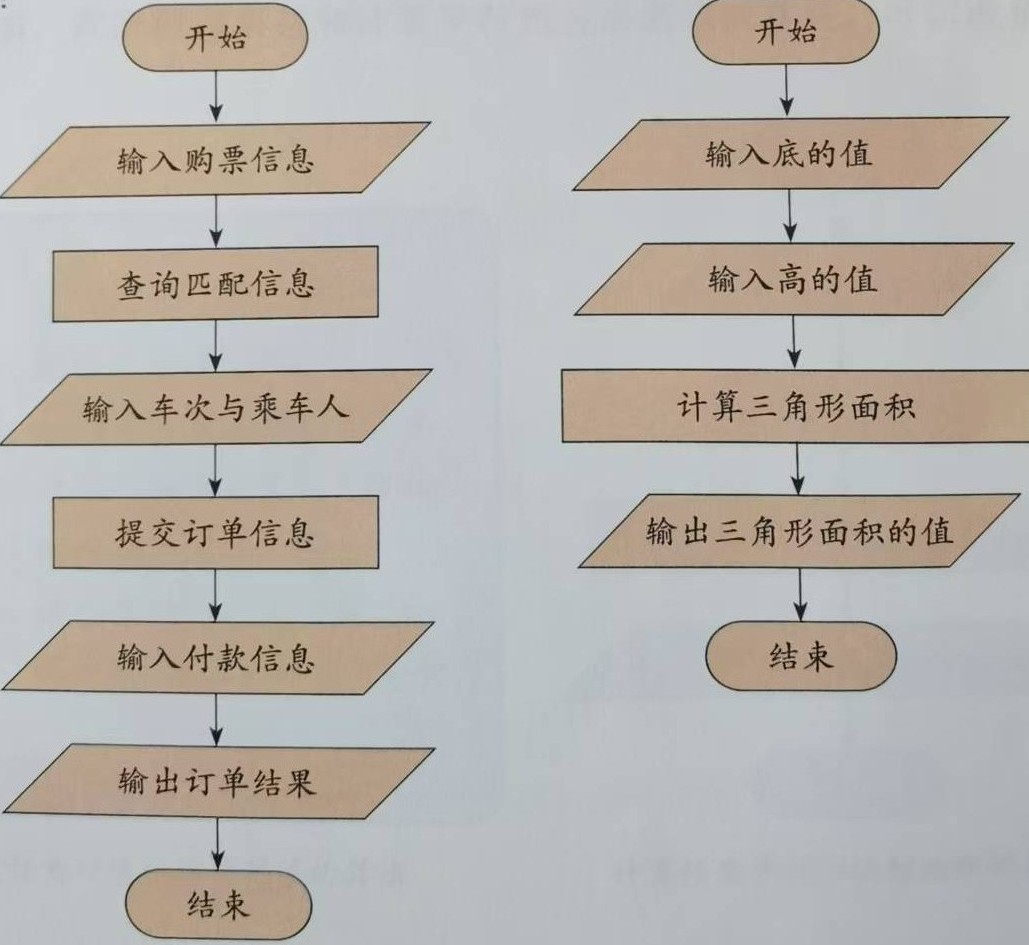 开始
输入购票信息
查询匹配信息
输入车次与乘车人
提交订单信息
输入付款信息
输出订单结果
结束
开始
输入底的值
输入高的值
计算三角形面积
输出三角形面积的值
结束